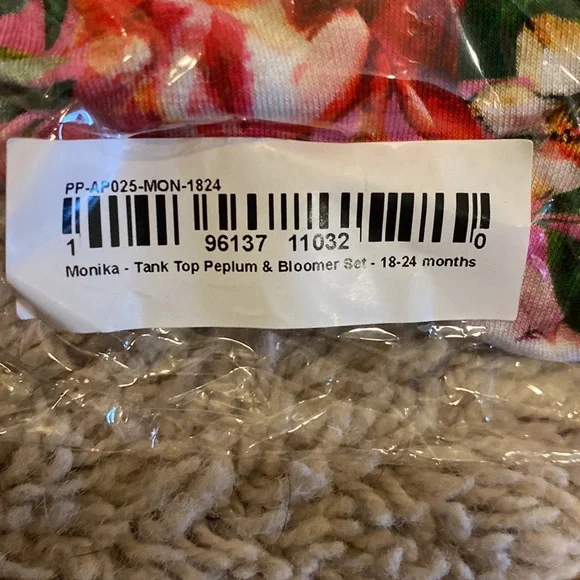 PP-AP025-MON-1824
1 96137 11032 0
Monika - Tank Top Peplum & Bloomer Set - 18-24 months